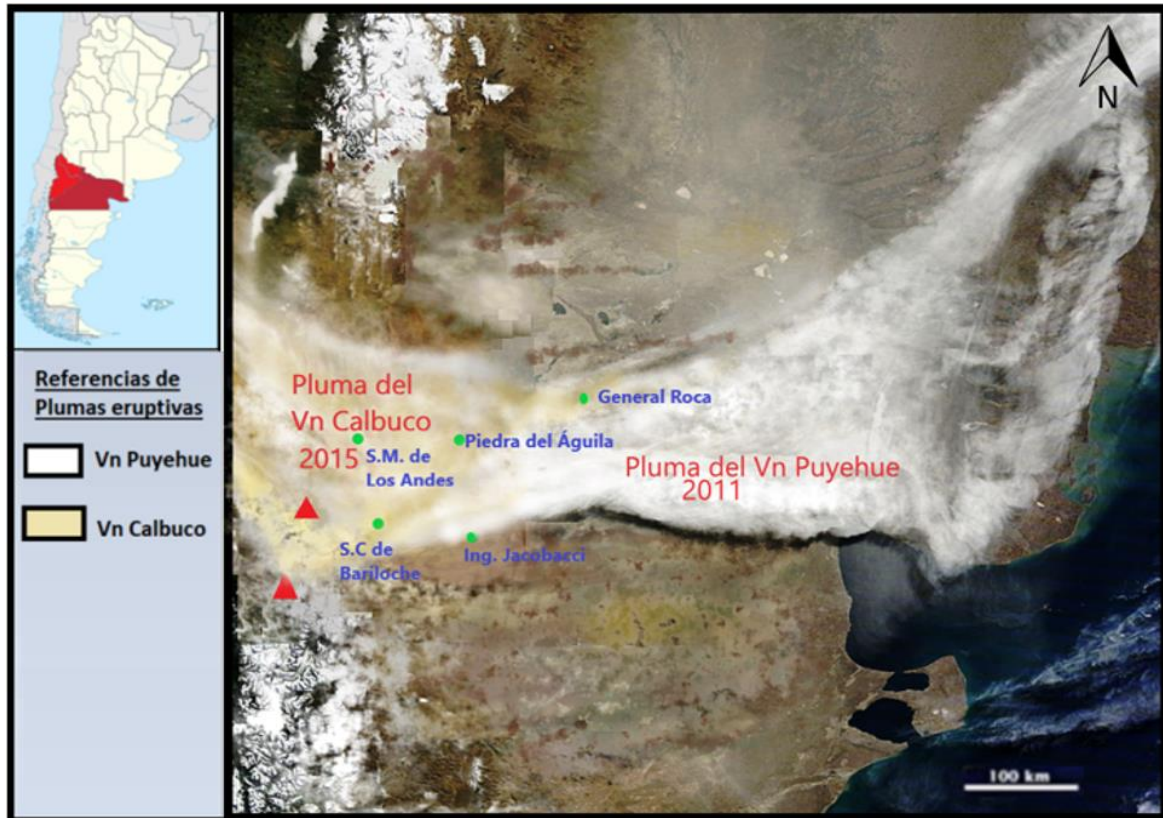 Referencias de
Plumas eruptivas
Vn Puyehue
Vn Calbuco
N
Pluma del
Vn Calbuco
2015
General Roca
Piedra del Águila
S.M. de
Los Andes
Pluma del Vn Puyehue
2011
S.C de
Bariloche
Ing. Jacobacci
100 km